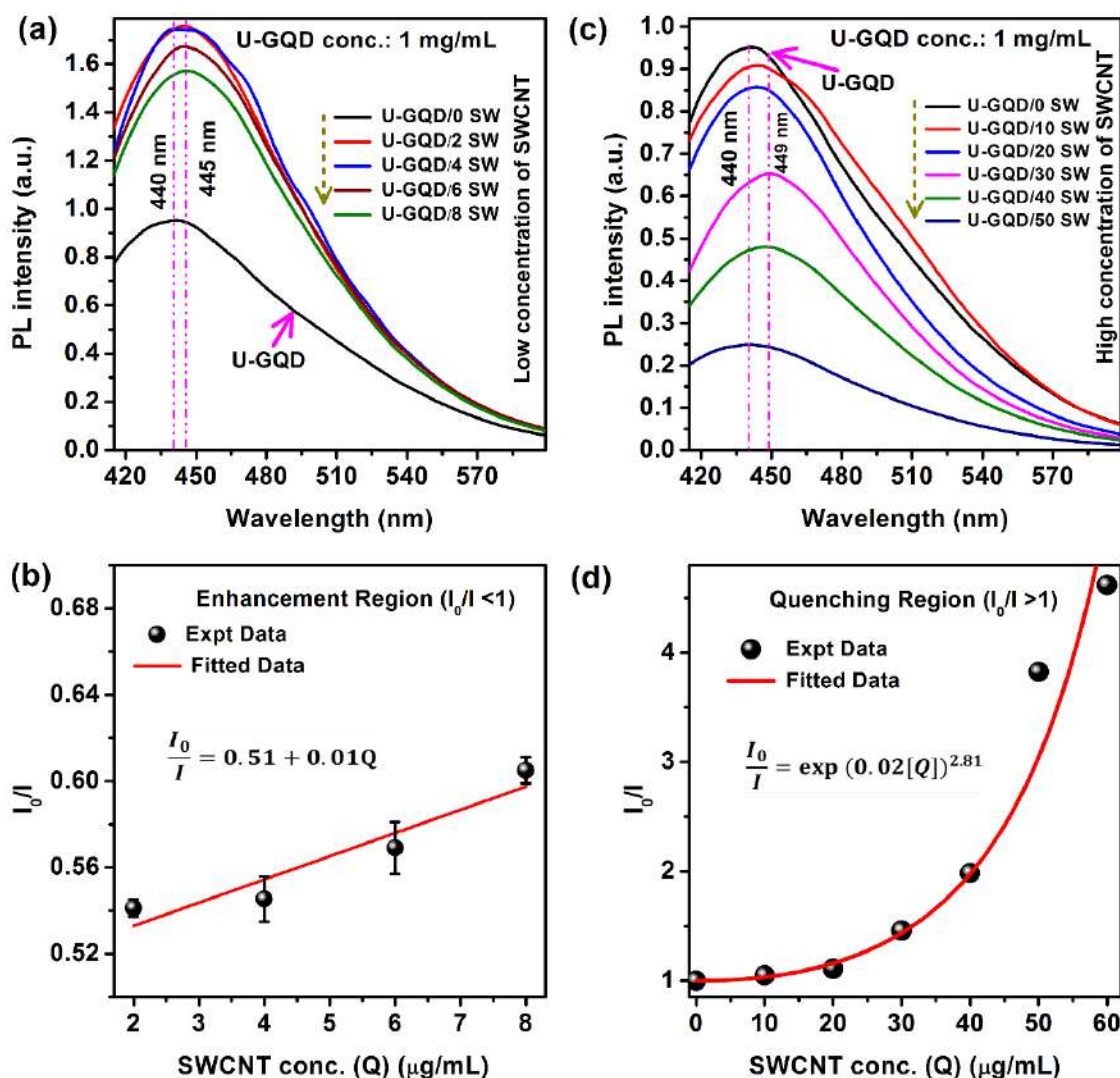 (a)
U-GQD conc.: 1 mg/mL
U-GQD/0 SW
U-GQD/2 SW
U-GQD/4 SW
U-GQD/6 SW
U-GQD/8 SW
440 nm
445 nm
U-GQD
Low concentration of SWCNT
PL intensity (a.u.)
1.6
1.4
1.2
1.0
0.8
0.6
0.4
0.2
0.0
420 450 480 510 540 570
Wavelength (nm)
(c)
U-GQD conc.: 1 mg/mL
U-GQD
U-GQD/0 SW
U-GQD/10 SW
U-GQD/20 SW
U-GQD/30 SW
U-GQD/40 SW
U-GQD/50 SW
440 nm
449 nm
High concentration of SWCNT
PL intensity (a.u.)
1.0
0.9
0.8
0.7
0.6
0.5
0.4
0.3
0.2
0.1
0.0
420 450 480 510 540 570
Wavelength (nm)
(b)
Enhancement Region (I₀/I <1)
Expt Data
Fitted Data
I₀/I = 0.51 + 0.01Q
I₀/I
0.68
0.64
0.60
0.56
0.52
2 3 4 5 6 7 8
SWCNT conc. (Q) (μg/mL)
(d)
Quenching Region (I₀/I >1)
Expt Data
Fitted Data
I₀/I = exp (0.02[Q])^2.81
I₀/I
4
3
2
1
0 10 20 30 40 50 60
SWCNT conc. (Q) (μg/mL)